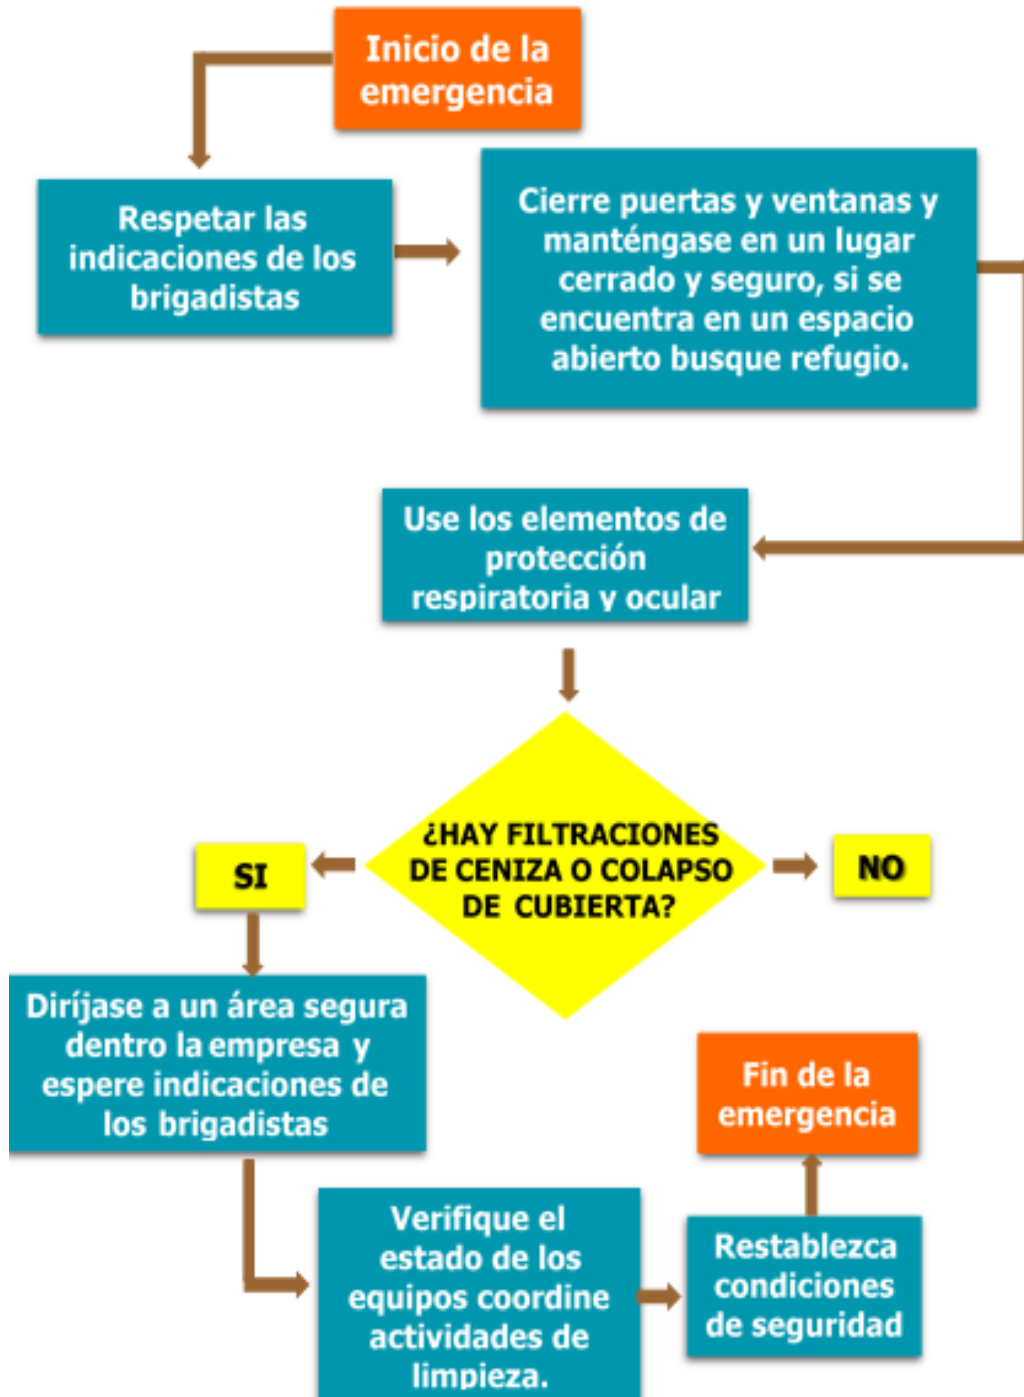 Inicio de la
emergencia
Respetar las
indicaciones de los
brigadistas
Cierre puertas y ventanas y
manténgase en un lugar
cerrado y seguro, si se
encuentra en un espacio
abierto busque refugio.
Use los elementos de
protección
respiratoria y ocular
¿HAY FILTRACIONES
DE CENIZA O COLAPSO
DE CUBIERTA?
SI
NO
Diríjase a un área segura
dentro la empresa y
espere indicaciones de
los brigadistas
Verifique el
estado de los
equipos coordine
actividades de
limpieza.
Restablezca
condiciones
de seguridad
Fin de la
emergencia